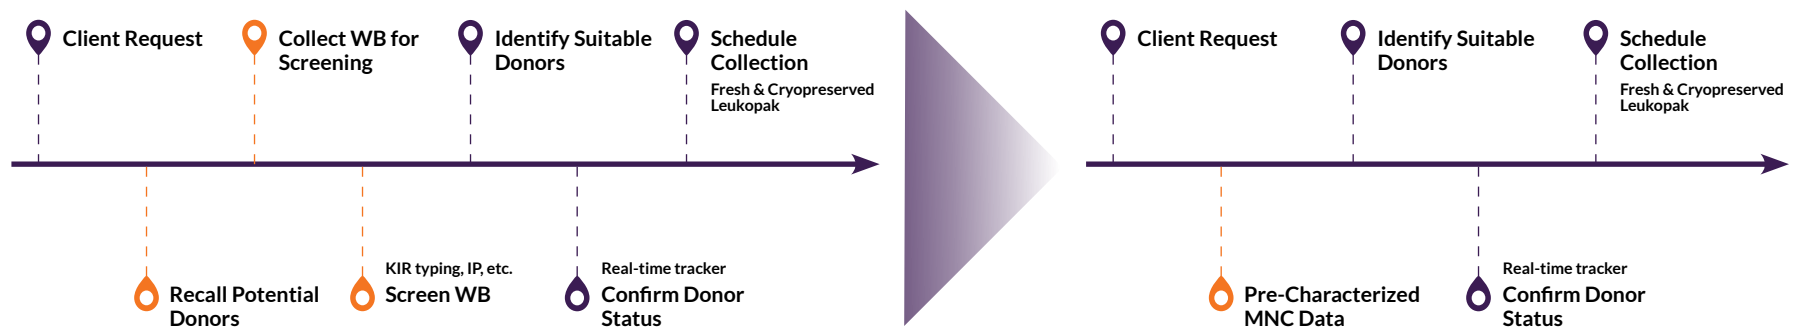 Client Request
Collect WB for
Screening
Identify Suitable
Donors
Schedule
Collection
Fresh & Cryopreserved
Leukopak
Recall Potential
Donors
KIR typing, IP, etc.
Screen WB
Real-time tracker
Confirm Donor
Status
Client Request
Identify Suitable
Donors
Schedule
Collection
Fresh & Cryopreserved
Leukopak
Pre-Characterized
MNC Data
Real-time tracker
Confirm Donor
Status